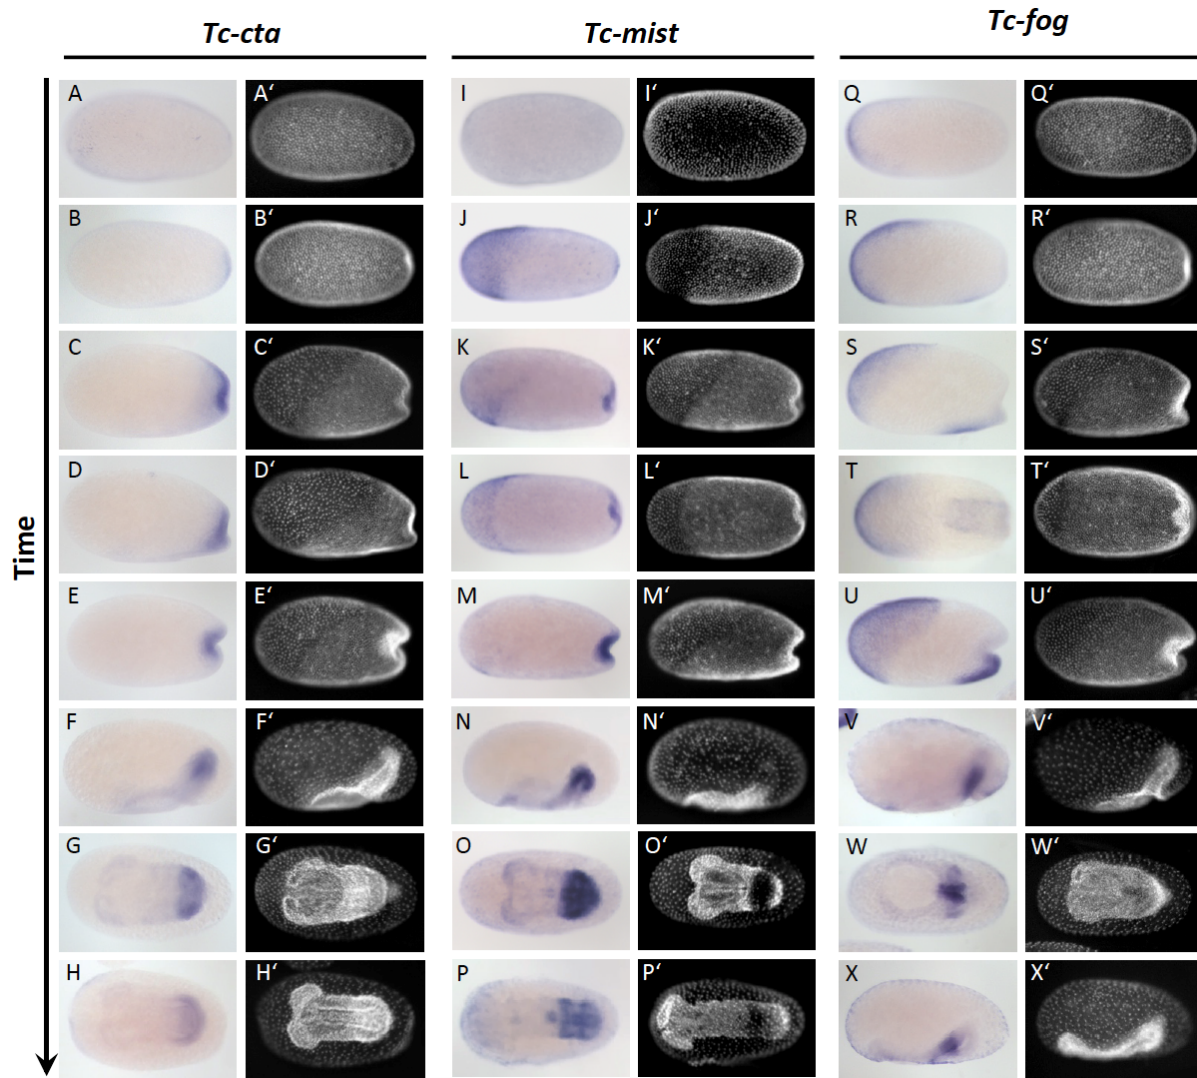 Tc-cta Tc-mist Tc-fog
A A‘ I I‘ Q Q‘
B B‘ J J‘ R R‘
C C‘ K K‘ S S‘
D D‘ L L‘ T T‘
E E‘ M M‘ U U‘
F F‘ N N‘ V V‘
G G‘ O O‘ W W‘
H H‘ P P‘ X X‘
Time